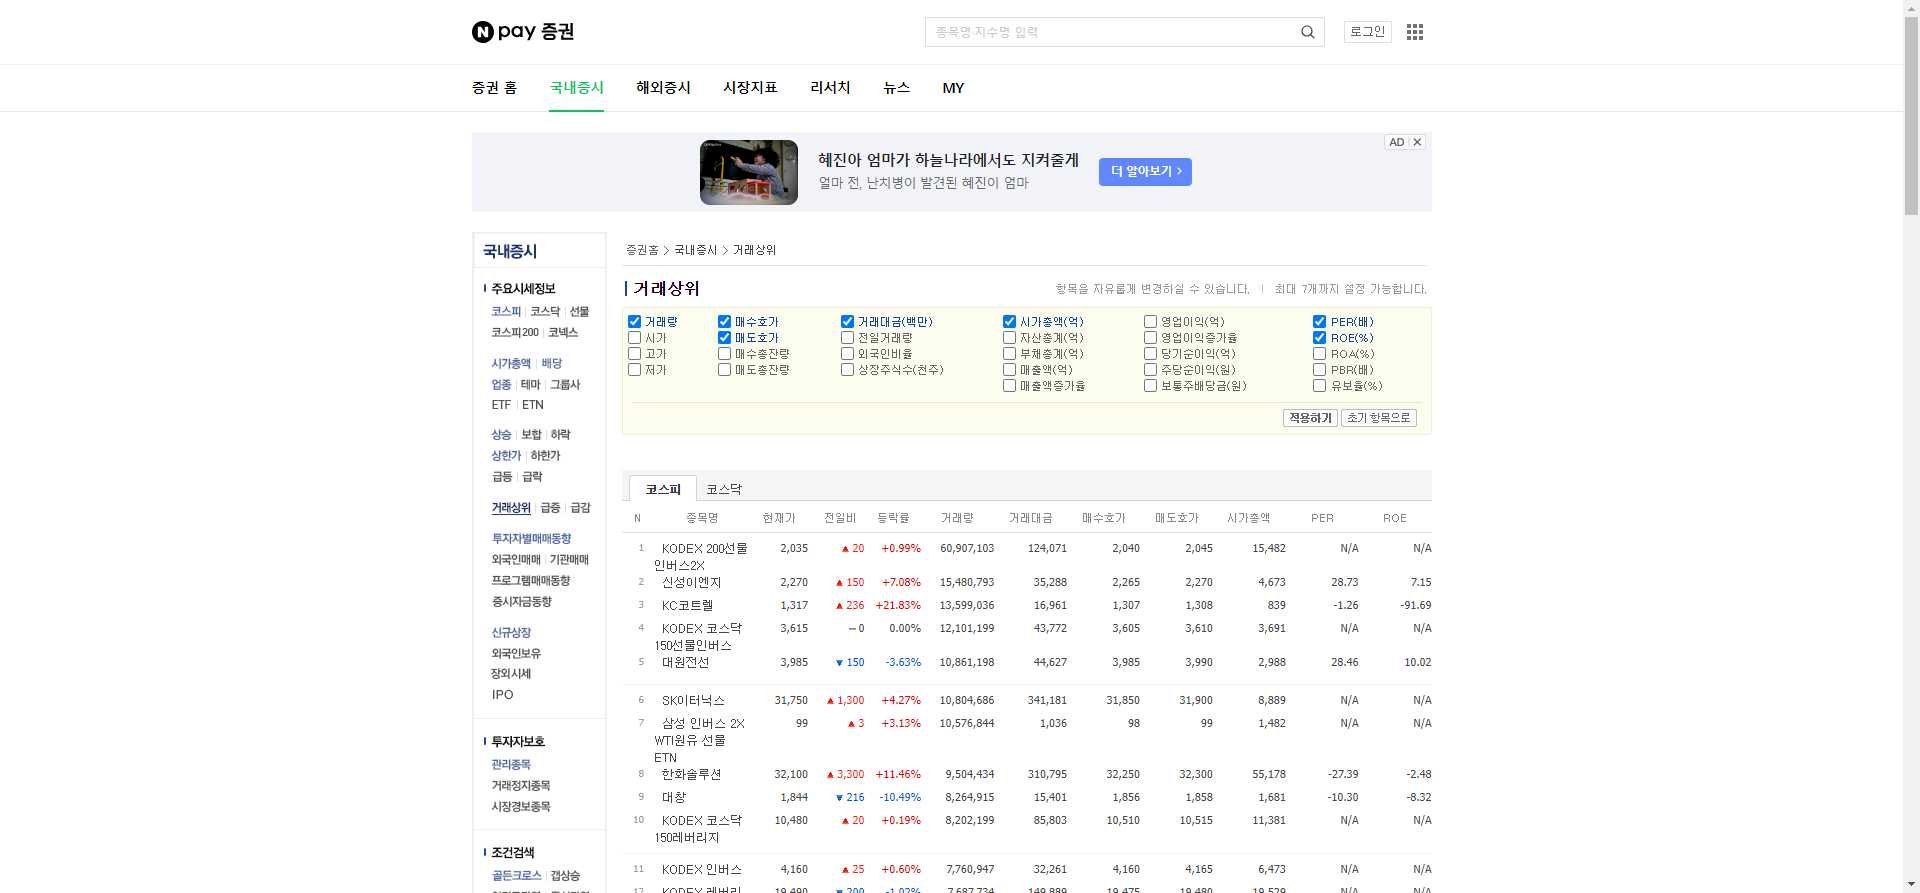 N pay 증권
종목명·지수명 입력
로그인
증권 홈 국내증시 해외증시 시장지표 리서치 뉴스 MY
AD
혜진아 엄마가 하늘나라에서도 지켜줄게
얼마 전, 난치병이 발견된 혜진이 엄마
더 알아보기
국내증시
주요시세정보
코스피 코스닥 선물
코스피200 코넥스
시가총액 배당
업종 테마 그룹사
ETF ETN
상승 보합 하락
상한가 하한가
급등 급락
거래상위 급증 급감
투자자별매매동향
외국인매매 기관매매
프로그램매매동향
증시자금동향
신규상장
외국인보유
장외시세
IPO
투자자보호
관리종목
거래정지종목
시장경보종목
조건검색
골든크로스 갭상승
증권홈 > 국내증시 > 거래상위
거래상위
항목을 자유롭게 변경하실 수 있습니다. 최대 7개까지 설정 가능합니다.
거래량 매수호가 거래대금(백만) 시가총액(억) 영업이익(억) PER(배)
시가 매도호가 전일거래량 자산총계(억) 영업이익증가율 ROE(%)
고가 매수총잔량 외국인비율 부채총계(억) 당기순이익(억) ROA(%)
저가 매도총잔량 상장주식수(천주) 매출액(억) 주당순이익(원) PBR(배)
매출액증가율 보통주배당금(원) 유보율(%)
적용하기 초기 항목으로
코스피 코스닥
N 종목명 현재가 전일비 등락률 거래량 거래대금 매수호가 매도호가 시가총액 PER ROE
1 KODEX 200선물 2,035 ▲ 20 +0.99% 60,907,103 124,071 2,040 2,045 15,482 N/A N/A
인버스2X
2 신성이엔지 2,270 ▲ 150 +7.08% 15,480,793 35,288 2,265 2,270 4,673 28.73 7.15
3 KC코트렐 1,317 ▲ 236 +21.83% 13,599,036 16,961 1,307 1,308 839 -1.26 -91.69
4 KODEX 코스닥 3,615 – 0 0.00% 12,101,199 43,772 3,605 3,610 3,691 N/A N/A
150선물인버스
5 대원전선 3,985 ▼ 150 -3.63% 10,861,198 44,627 3,985 3,990 2,988 28.46 10.02
6 SK이터닉스 31,750 ▲ 1,300 +4.27% 10,804,686 341,181 31,850 31,900 8,889 N/A N/A
7 삼성 인버스 2X 99 ▲ 3 +3.13% 10,576,844 1,036 98 99 1,482 N/A N/A
WTI원유 선물
ETN
8 한화솔루션 32,100 ▲ 3,300 +11.46% 9,504,434 310,795 32,250 32,300 55,178 -27.39 -2.48
9 대창 1,844 ▼ 216 -10.49% 8,264,915 15,401 1,856 1,858 1,681 -10.30 -8.32
10 KODEX 코스닥 10,480 ▲ 20 +0.19% 8,202,199 85,803 10,510 10,515 11,381 N/A N/A
150레버리지
11 KODEX 인버스 4,160 ▲ 25 +0.60% 7,760,947 32,261 4,160 4,165 6,473 N/A N/A
12 KODEX 레버리 19,490 ▼ 200 -1.02% 7,687,734 149,889 19,475 19,480 19,529 N/A N/A